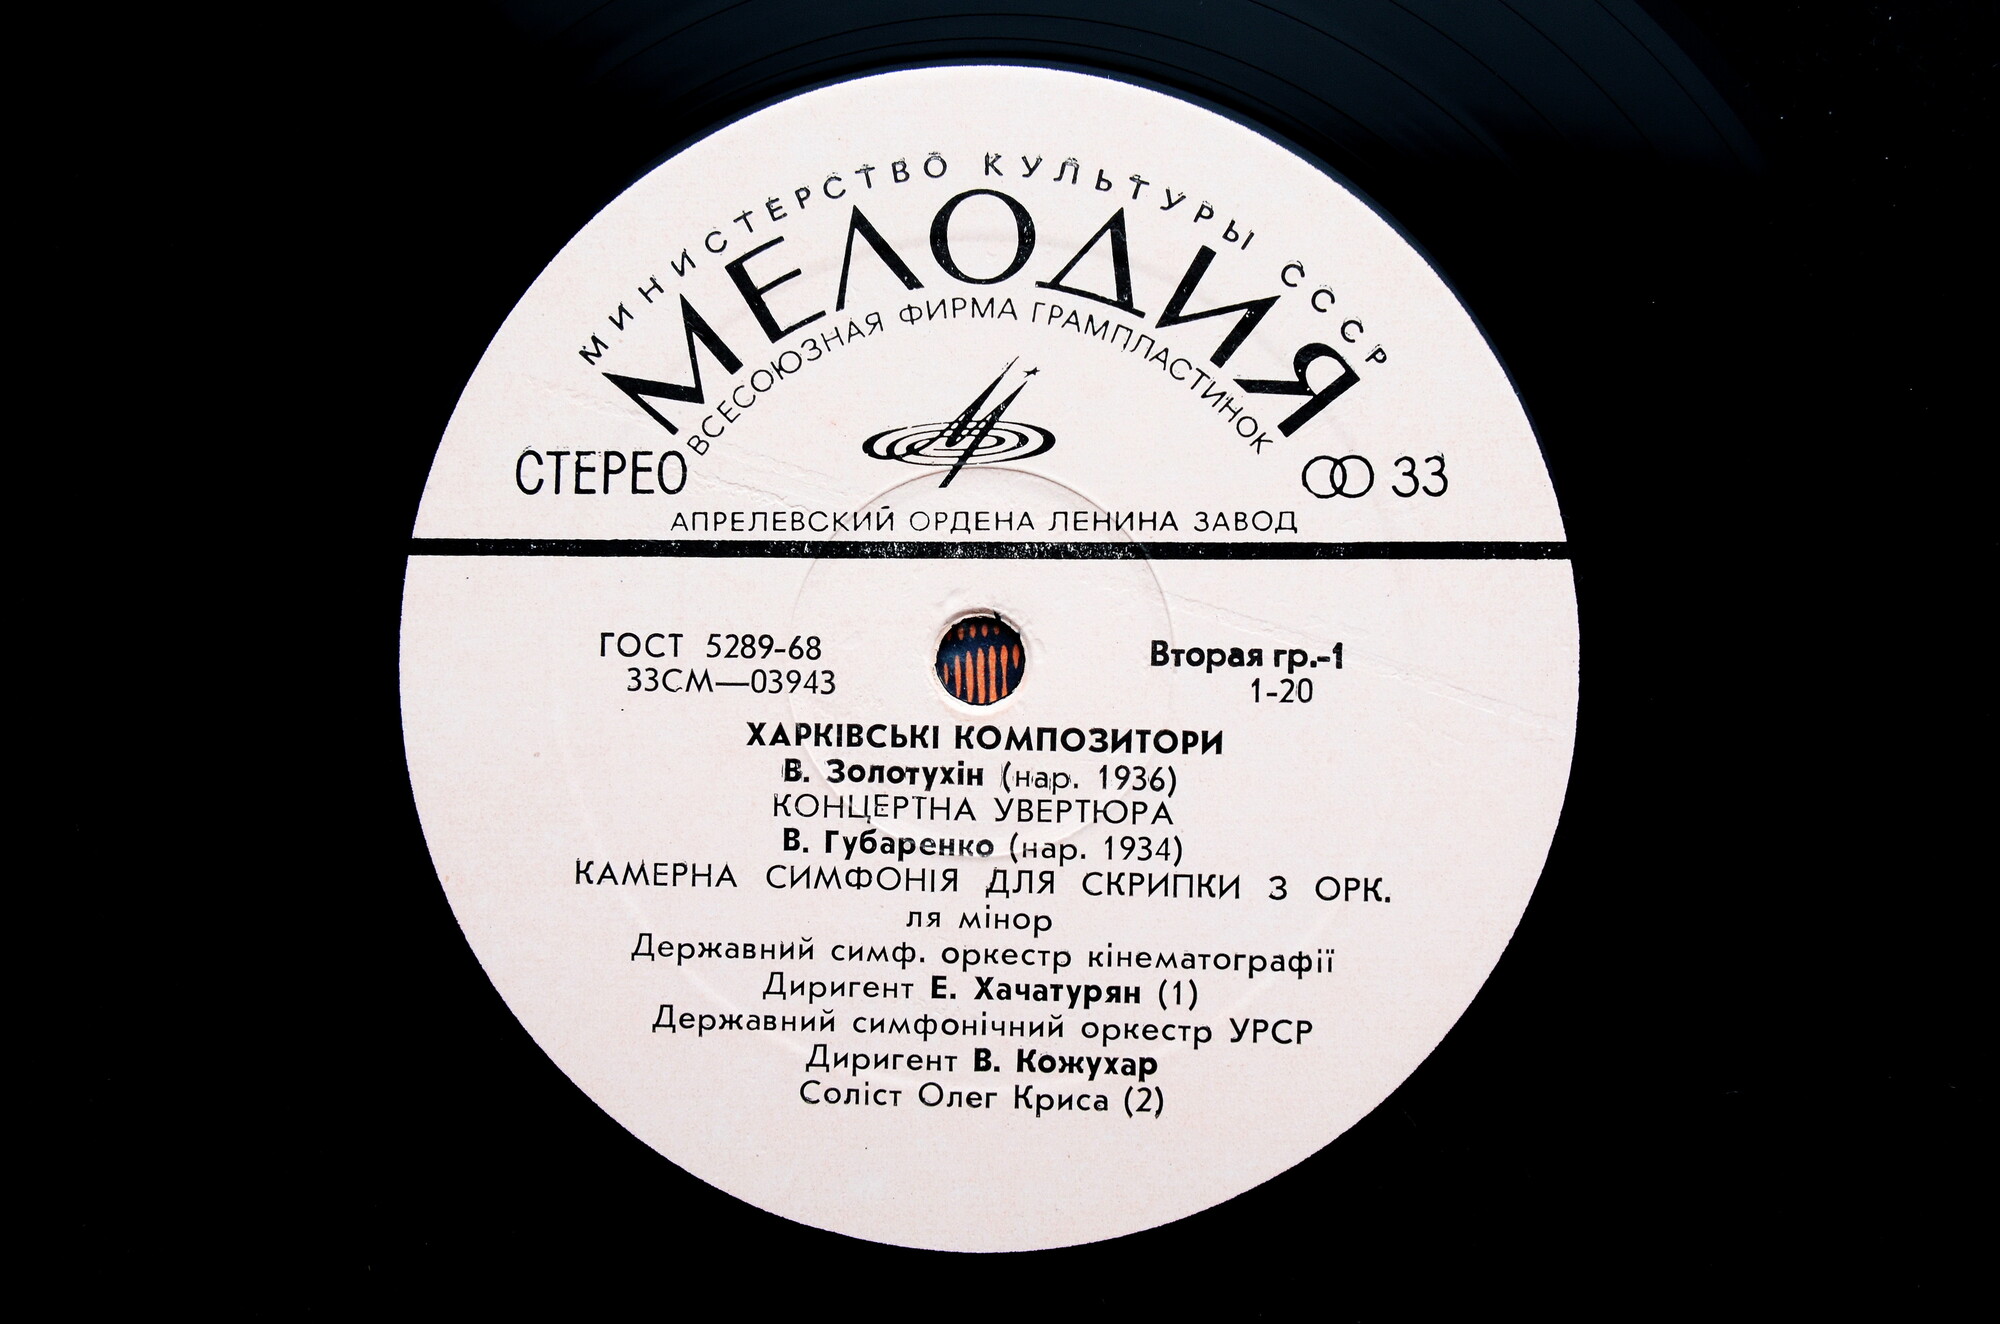 МИНИСТЕРСТВО КУЛЬТУРЫ СССР
МЕЛОДИЯ
ВСЕСОЮЗНАЯ ФИРМА ГРАМПЛАСТИНОК
СТЕРЕО
33
АПРЕЛЕВСКИЙ ОРДЕНА ЛЕНИНА ЗАВОД
ГОСТ 5289-68
33СМ—03943
Вторая гр.-1
1-20
ХАРКІВСЬКІ КОМПОЗИТОРИ
В. Золотухін (нар. 1936)
КОНЦЕРТНА УВЕРТЮРА
В. Губаренко (нар. 1934)
КАМЕРНА СИМФОНІЯ ДЛЯ СКРИПКИ З ОРК.
ля мінор
Державний симф. оркестр кінематографії
Диригент Е. Хачатурян (1)
Державний симфонічний оркестр УРСР
Диригент В. Кожухар
Соліст Олег Криса (2)